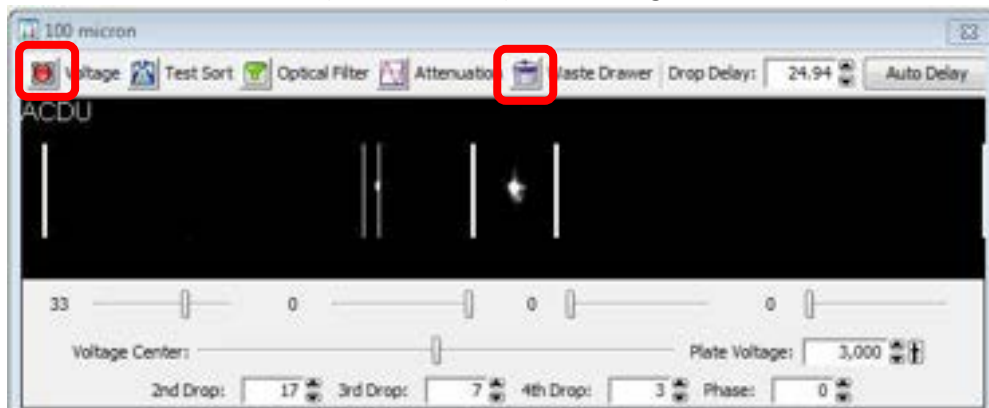 100 micron
Voltage Test Sort Optical Filter Attenuation Waste Drawer Drop Delay: 24.94 Auto Delay
ACDU
33 0 0 0
Voltage Center: Plate Voltage: 3,000
2nd Drop: 17 3rd Drop: 7 4th Drop: 3 Phase: 0